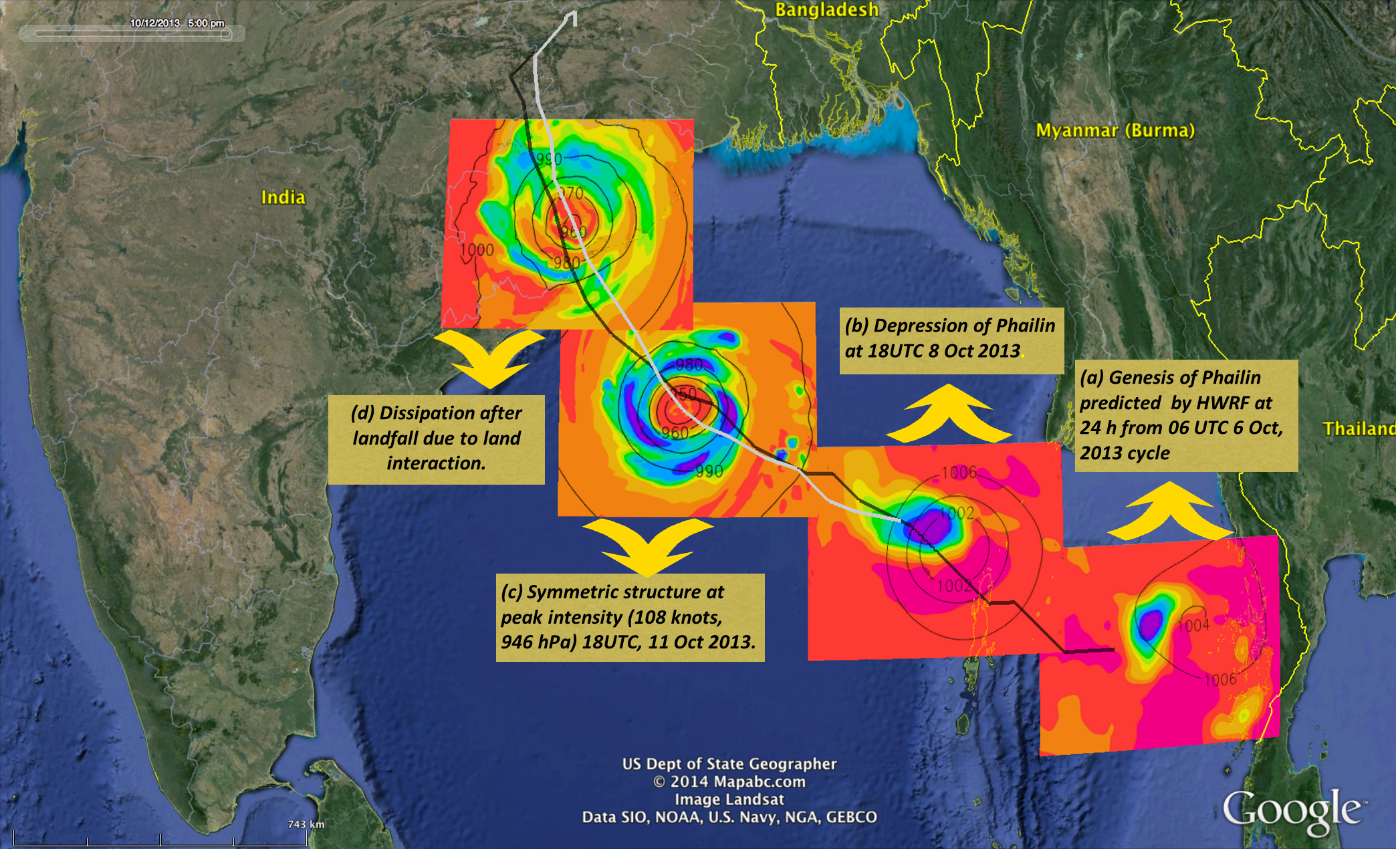 10/12/2013 5:00 pm
Bangladesh
Myanmar (Burma)
India
Thailand
990
970
960
980
1000
980
950
960
990
(b) Depression of Phailin
at 18UTC 8 Oct 2013.
(a) Genesis of Phailin
predicted by HWRF at
24 h from 06 UTC 6 Oct,
2013 cycle
(d) Dissipation after
landfall due to land
interaction.
1006
1002
1002
(c) Symmetric structure at
peak intensity (108 knots,
946 hPa) 18UTC, 11 Oct 2013.
1004
1006
US Dept of State Geographer
© 2014 Mapabc.com
Image Landsat
Data SIO, NOAA, U.S. Navy, NGA, GEBCO
743 km
Google